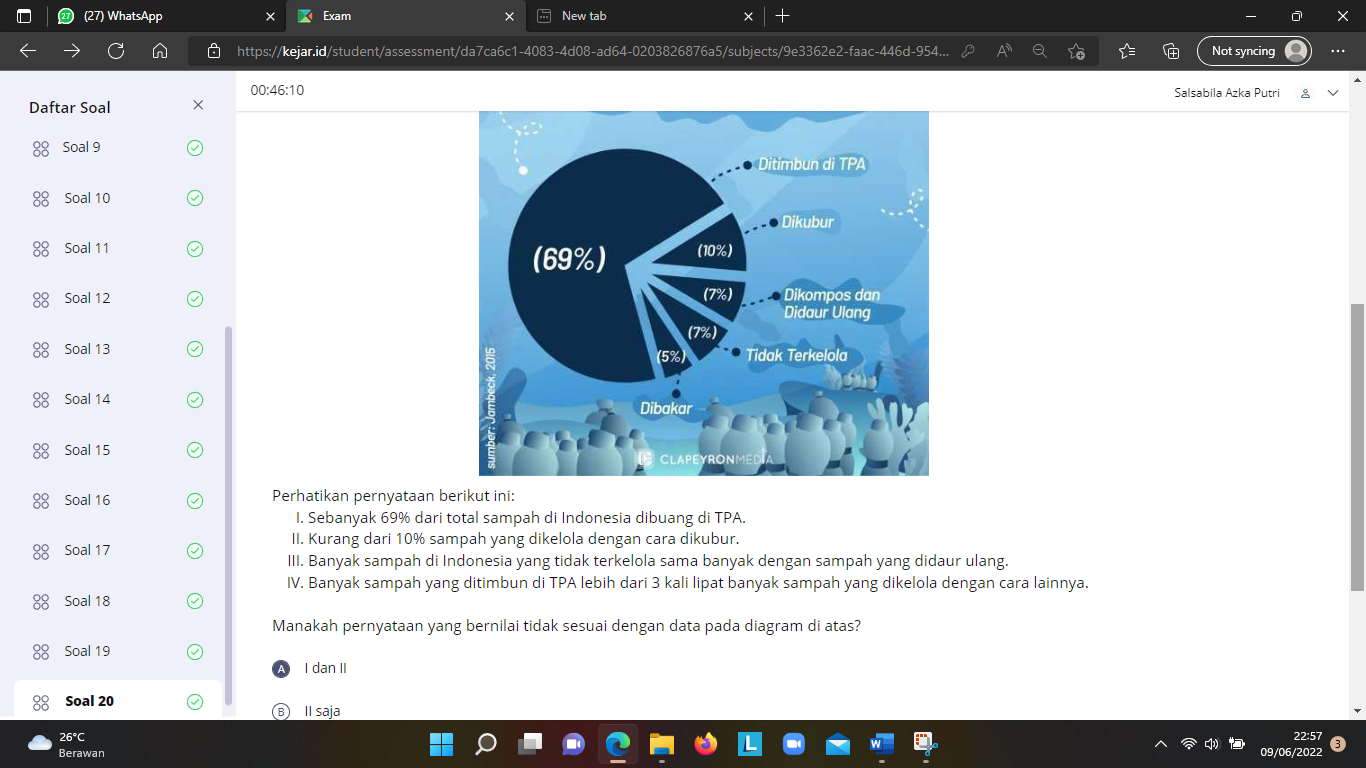 (27) WhatsApp
Exam
New tab
https://kejar.id/student/assessment/da7ca6c1-4083-4d08-ad64-0203826876a5/subjects/9e3362e2-faac-446d-954...
Not syncing
Daftar Soal
Soal 9
Soal 10
Soal 11
Soal 12
Soal 13
Soal 14
Soal 15
Soal 16
Soal 17
Soal 18
Soal 19
Soal 20
00:46:10
Salsabila Azka Putri
Ditimbun di TPA
Dikubur
(69%)
(10%)
(7%)
Dikompos dan
Didaur Ulang
(7%)
Tidak Terkelola
(5%)
Dibakar
sumber: Jambeck, 2015
CLAPEYRONMEDIA
Perhatikan pernyataan berikut ini:
I. Sebanyak 69% dari total sampah di Indonesia dibuang di TPA.
II. Kurang dari 10% sampah yang dikelola dengan cara dikubur.
III. Banyak sampah di Indonesia yang tidak terkelola sama banyak dengan sampah yang didaur ulang.
IV. Banyak sampah yang ditimbun di TPA lebih dari 3 kali lipat banyak sampah yang dikelola dengan cara lainnya.
Manakah pernyataan yang bernilai tidak sesuai dengan data pada diagram di atas?
A I dan II
B II saja
26°C
Berawan
22:57
09/06/2022
3